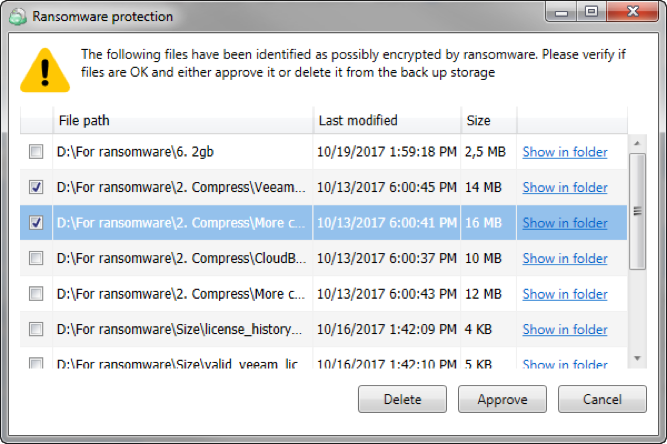 Ransomware protection
The following files have been identified as possibly encrypted by ransomware. Please verify if
files are OK and either approve it or delete it from the back up storage
File path Last modified Size
D:\For ransomware\6. 2gb 10/19/2017 1:59:18 PM 2,5 MB Show in folder
D:\For ransomware\2. Compress\Veeam... 10/13/2017 6:00:45 PM 14 MB Show in folder
D:\For ransomware\2. Compress\More c... 10/13/2017 6:00:41 PM 16 MB Show in folder
D:\For ransomware\2. Compress\CloudB... 10/13/2017 6:00:37 PM 10 MB Show in folder
D:\For ransomware\2. Compress\More c... 10/13/2017 6:00:43 PM 12 MB Show in folder
D:\For ransomware\Size\license_history... 10/16/2017 1:42:09 PM 4 KB Show in folder
D:\For ransomware\Size\valid_veeam_lic... 10/16/2017 1:42:10 PM 5 KB Show in folder
Delete Approve Cancel